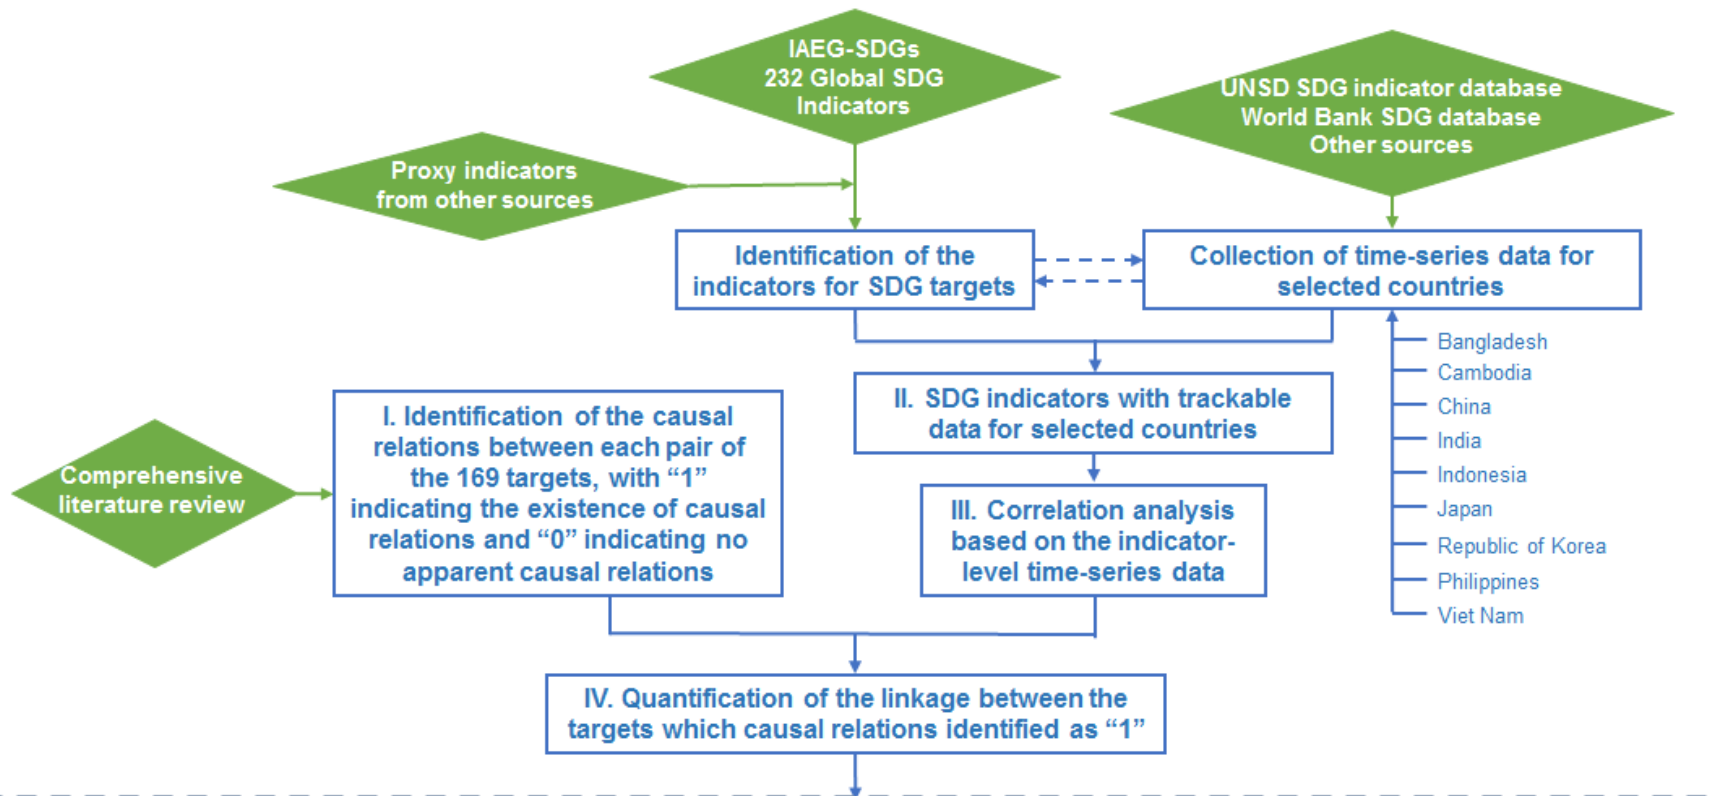 IAEG-SDGs
232 Global SDG
Indicators
UNSD SDG indicator database
World Bank SDG database
Other sources
Proxy indicators
from other sources
Identification of the
indicators for SDG targets
Collection of time-series data for
selected countries
Bangladesh
Cambodia
China
India
Indonesia
Japan
Republic of Korea
Philippines
Viet Nam
II. SDG indicators with trackable
data for selected countries
Comprehensive
literature review
I. Identification of the causal
relations between each pair of
the 169 targets, with “1”
indicating the existence of causal
relations and “0” indicating no
apparent causal relations
III. Correlation analysis
based on the indicator-
level time-series data
IV. Quantification of the linkage between the
targets which causal relations identified as “1”